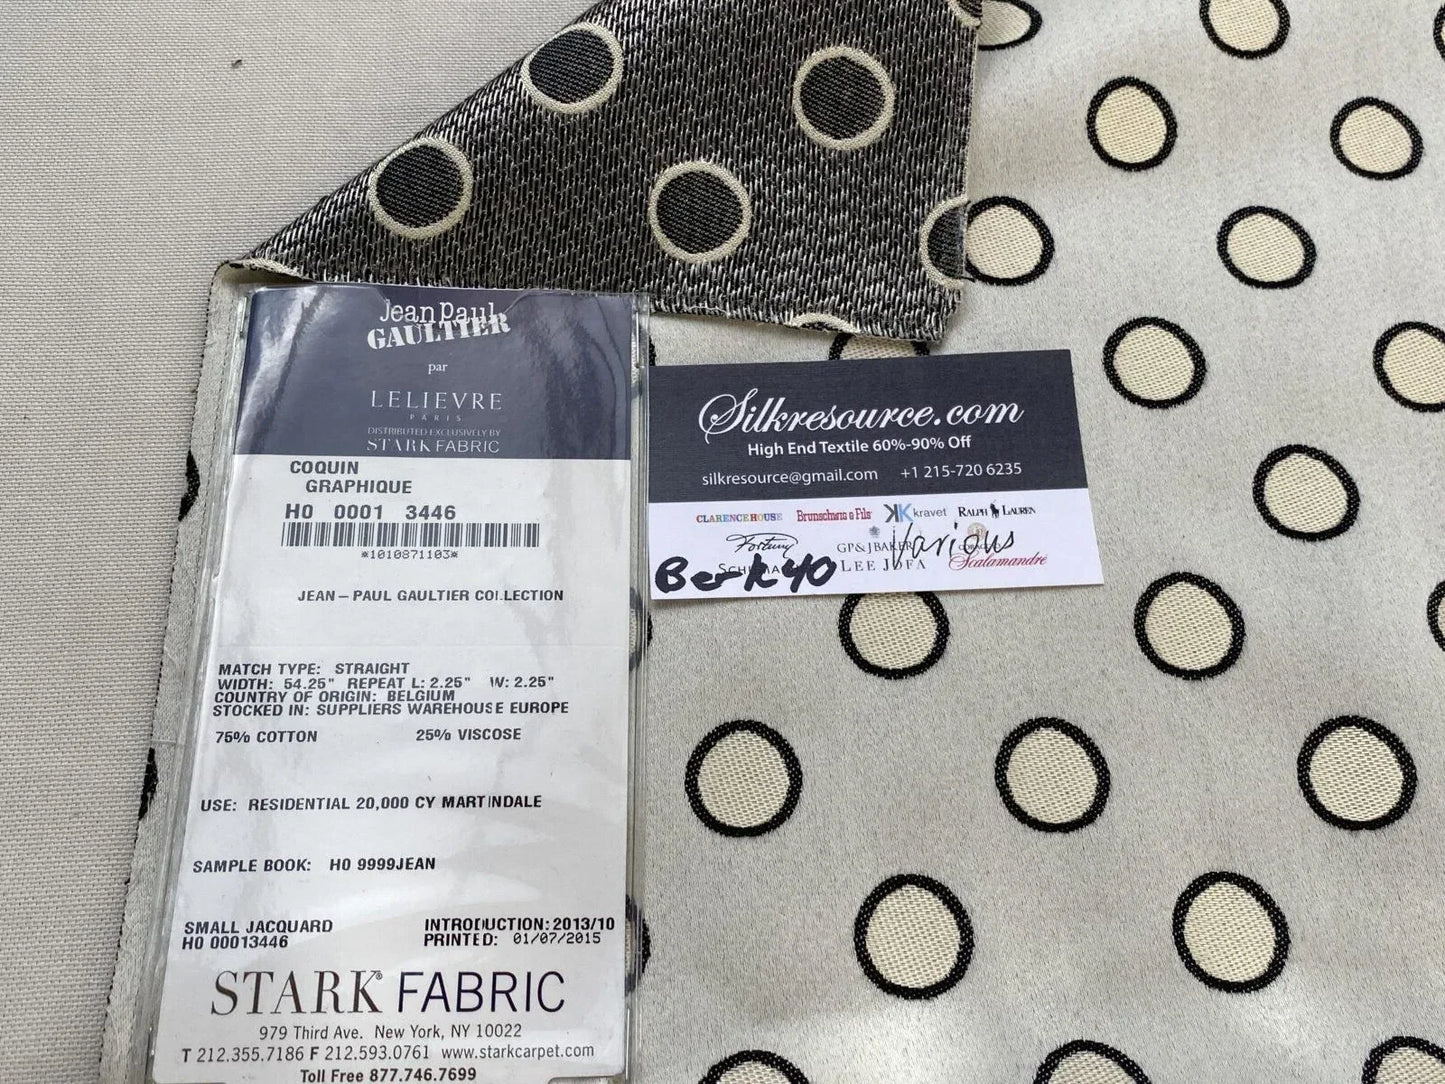 Jean Paul
GAULTIER
par
LELIEVRE
PARIS
DISTRIBUTED EXCLUSIVELY BY
STARK FABRIC
COQUIN
GRAPHIQUE
H0 0001 3446
*1010871103*
JEAN-PAUL GAULTIER COLLECTION
MATCH TYPE: STRAIGHT
WIDTH: 54.25" REPEAT L: 2.25" W: 2.25"
COUNTRY OF ORIGIN: BELGIUM
STOCKED IN: SUPPLIERS WAREHOUSE EUROPE
75% COTTON 25% VISCOSE
USE: RESIDENTIAL 20,000 CY MARTINDALE
SAMPLE BOOK: H0 9999JEAN
SMALL JACQUARD INTRODUCTION: 2013/10
H0 00013446 PRINTED: 01/07/2015
STARK® FABRIC
979 Third Ave. New York, NY 10022
T 212.355.7186 F 212.593.0761 www.starkcarpet.com
Toll Free 877.746.7699
Silkresource.com
High End Textile 60%-90% Off
silkresource@gmail.com +1 215-720 6235
CLARENCE HOUSE Brunschwig & Fils KK kravet RALPH LAUREN
Fortuny GP & J BAKER Various
Berk40 LEE JOFA Scalamandré